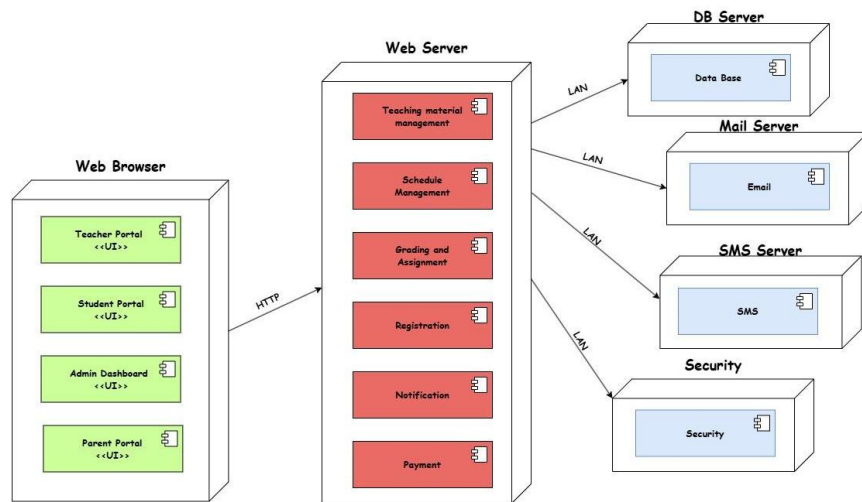 DB Server
Data Base
Web Server
Teaching material
management
Schedule
Management
Grading and
Assignment
Registration
Notification
Payment
LAN
LAN
LAN
LAN
Mail Server
Email
SMS Server
SMS
Security
Security
Web Browser
Teacher Portal
<<UI>>
Student Portal
<<UI>>
Admin Dashboard
<<UI>>
Parent Portal
<<UI>>
HTTP